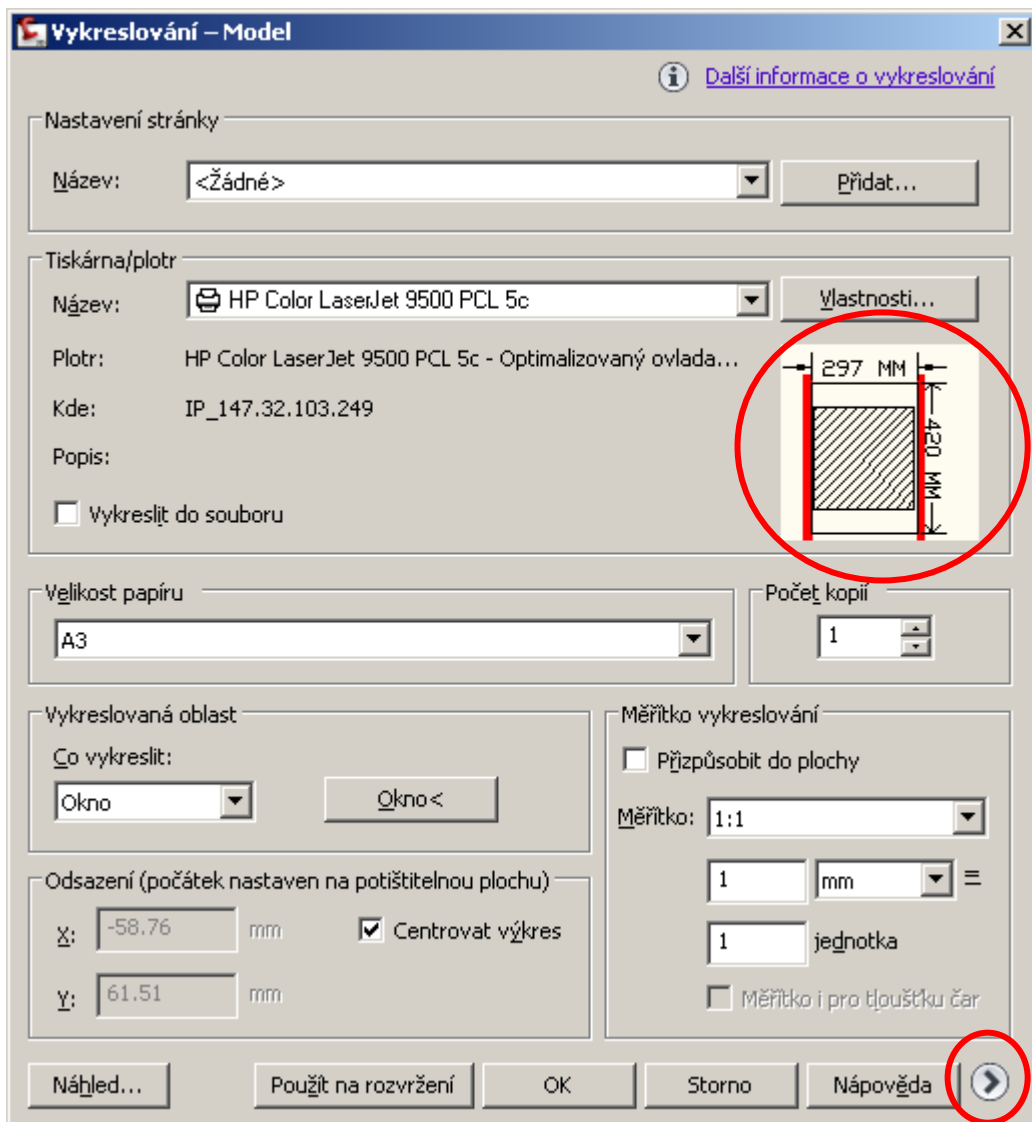 Vykreslování – Model
Další informace o vykreslování
Nastavení stránky
Název:
<Žádné>
Přidat...
Tiskárna/plotr
Název:
HP Color LaserJet 9500 PCL 5c
Vlastnosti...
Plotr:
HP Color LaserJet 9500 PCL 5c - Optimalizovaný ovlada...
Kde:
IP_147.32.103.249
Popis:
Vykreslit do souboru
297 MM
420 MM
Velikost papíru
A3
Počet kopií
1
Vykreslovaná oblast
Co vykreslit:
Okno
Okno<
Odsazení (počátek nastaven na potištitelnou plochu)
X:
-58.76
mm
Centrovat výkres
Y:
61.51
mm
Měřítko vykreslování
Přizpůsobit do plochy
Měřítko:
1:1
1
mm
=
1
jednotka
Měřítko i pro tloušťku čar
Náhled...
Použít na rozvržení
OK
Storno
Nápověda